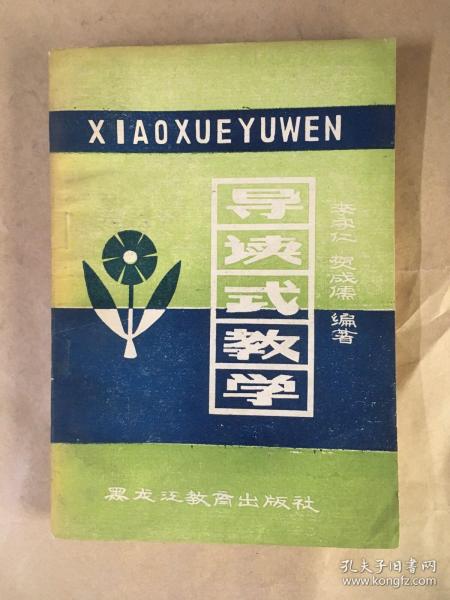 XIAOXUEYUWEN
导读式教学
李守仁 贺成儒 编著
黑龙江教育出版社
孔夫子旧书网
www.kongfz.com